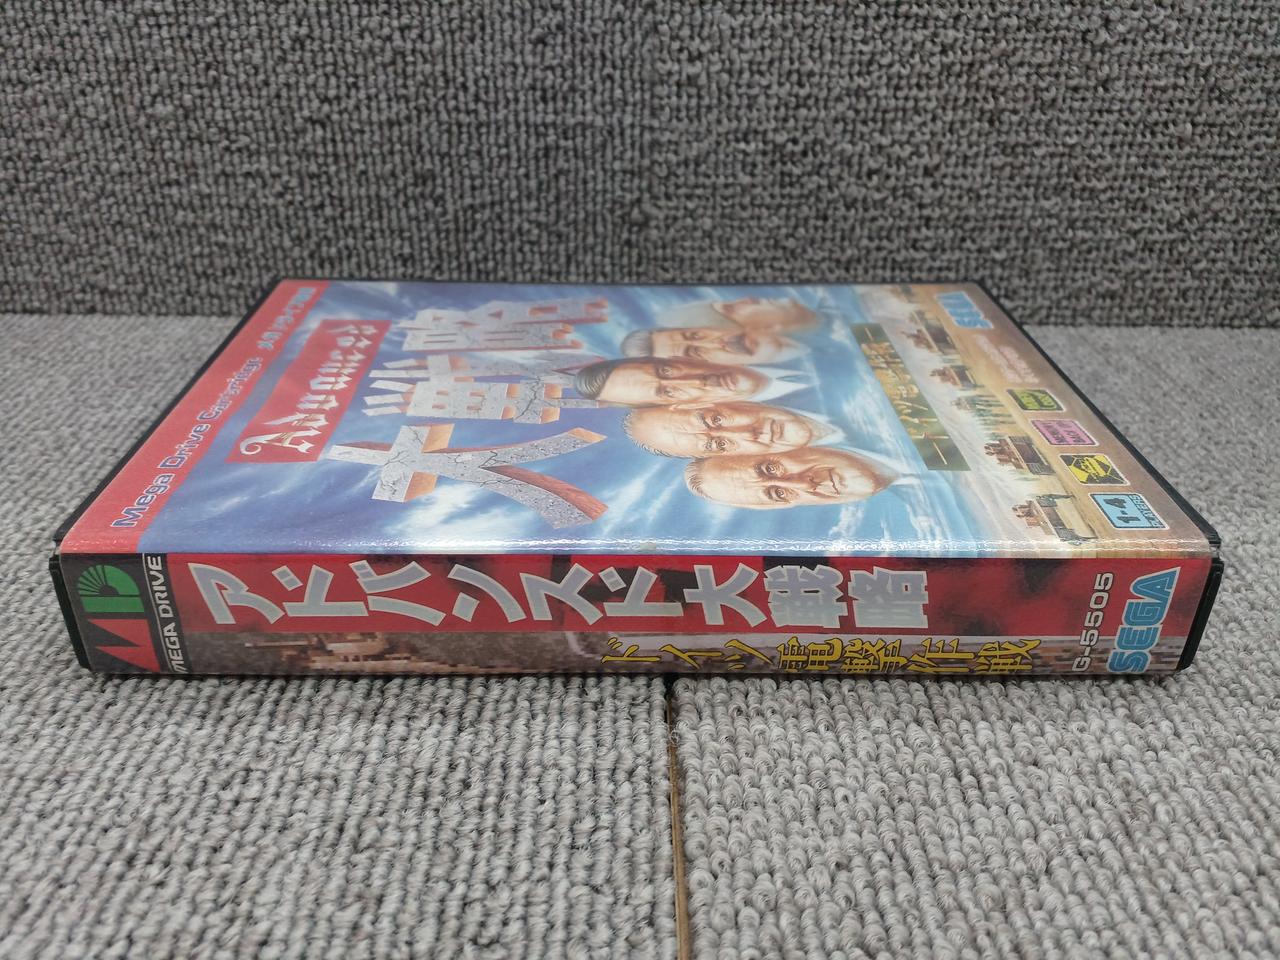 Mega Drive Cartridge
Advanced
大戦略
ドイツ電撃作戦
SEGA
1-4
PLAYERS
MEGA DRIVE
アドバンスド大戦略
ドイツ電撃作戦
G-5505
SEGA